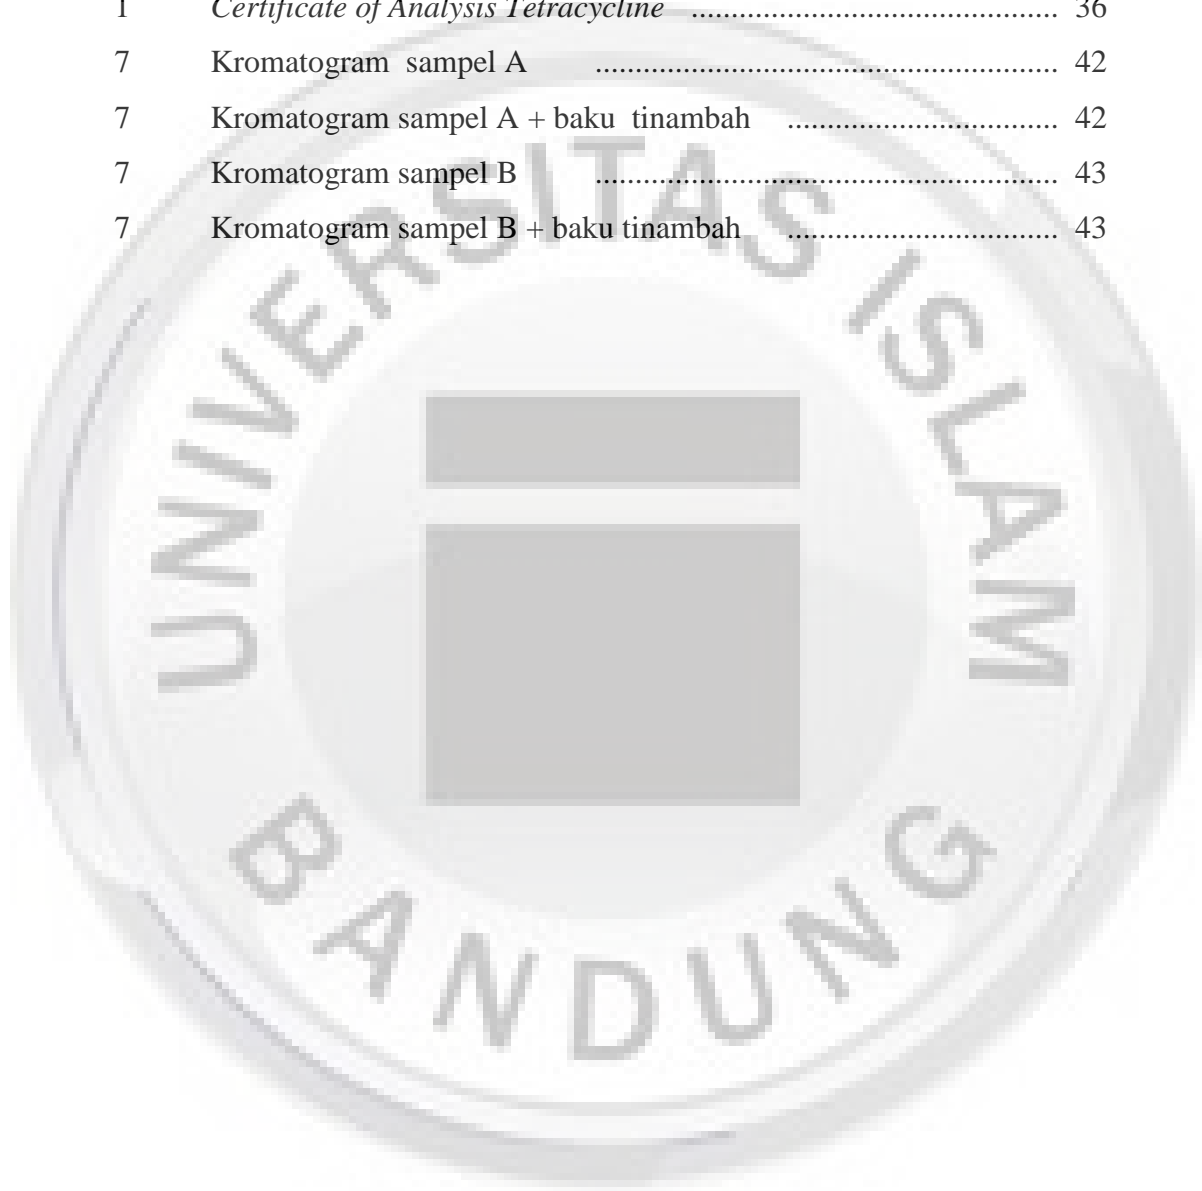 1 Certificate of Analysis Tetracycline .............................................. 36
7 Kromatogram sampel A .......................................................... 42
7 Kromatogram sampel A + baku tinambah .................................. 42
7 Kromatogram sampel B .......................................................... 43
7 Kromatogram sampel B + baku tinambah .................................. 43
UNIVERSITAS ISLAM
BANDUNG